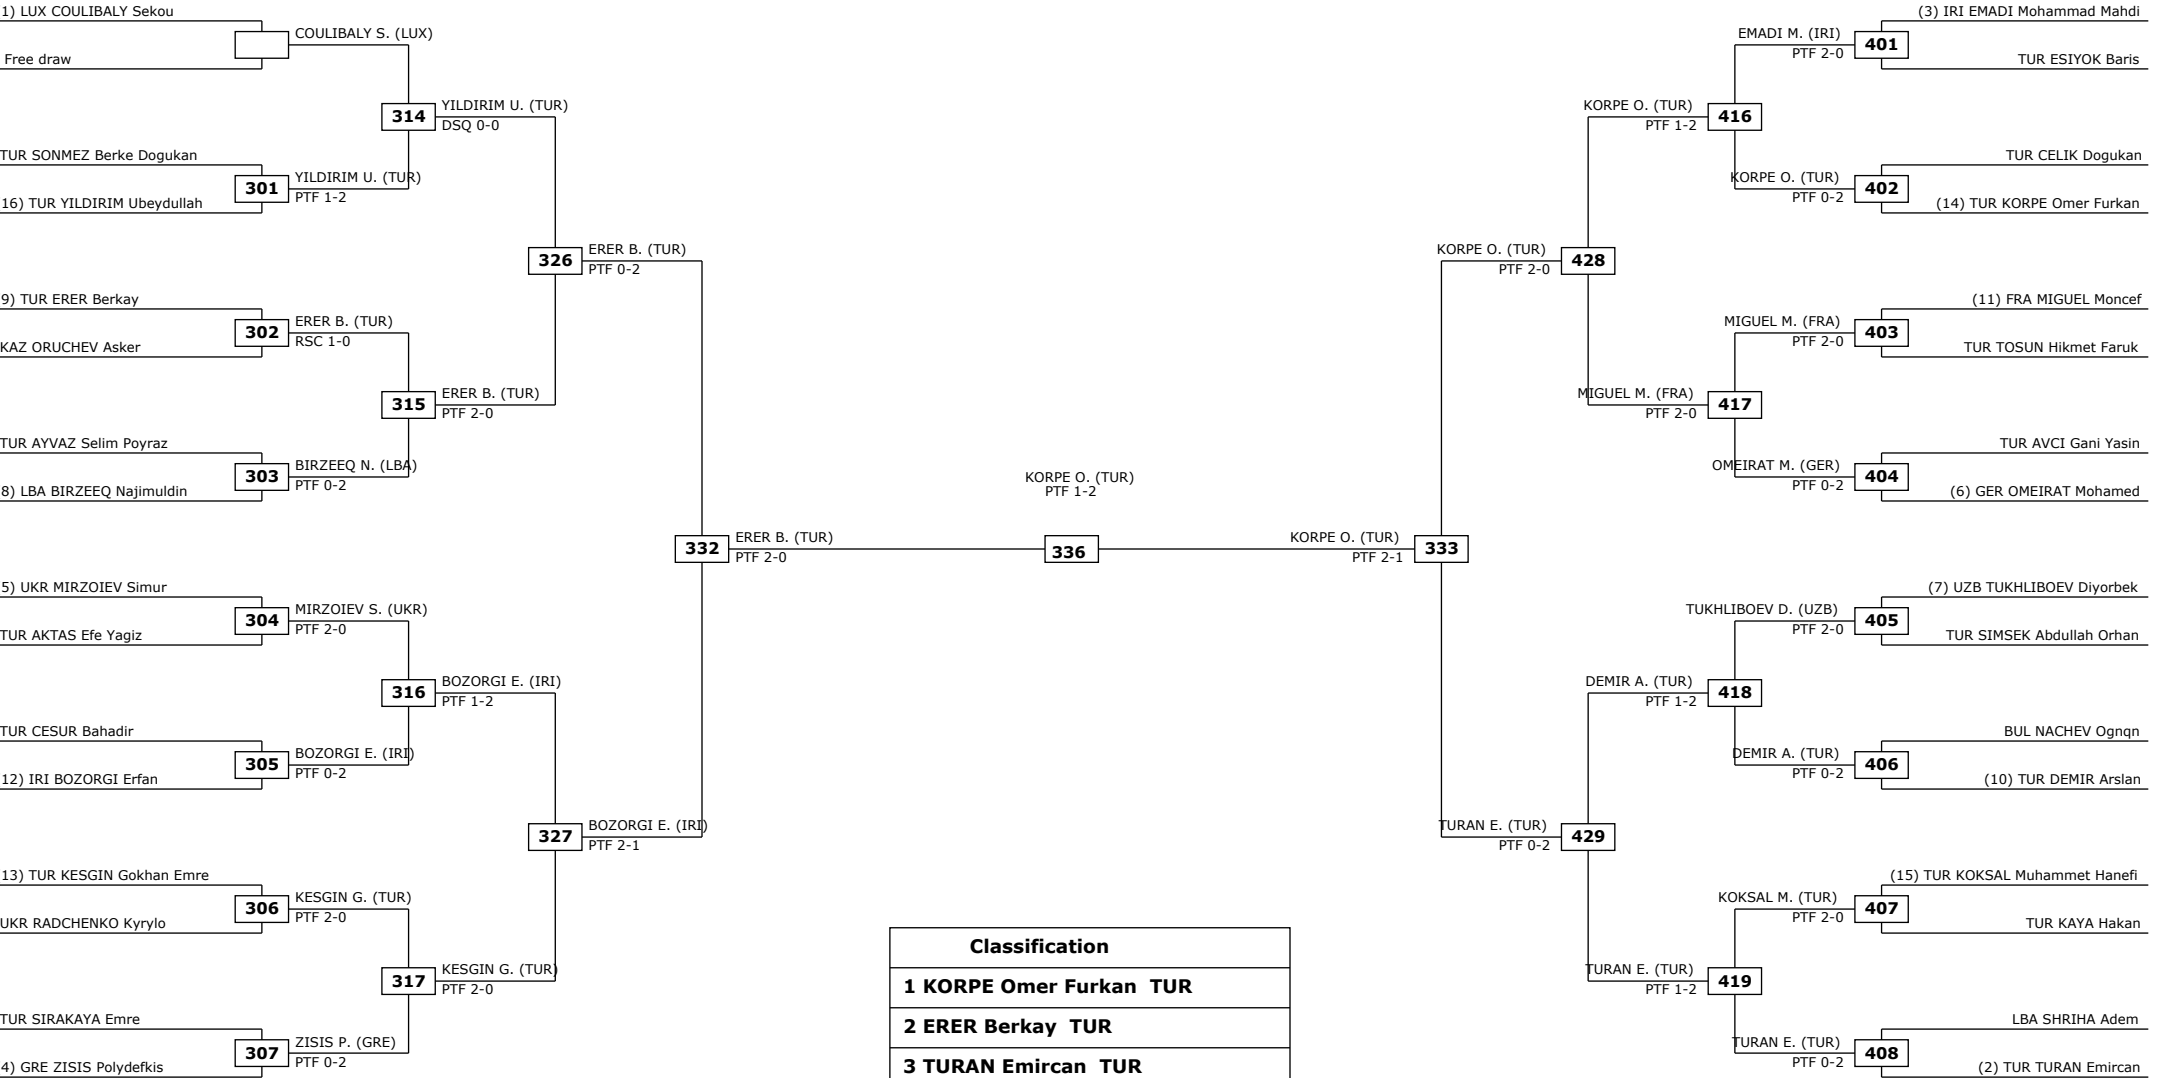 1) LUX COULIBALY Sekou
Free draw
COULIBALY S. (LUX)
314
YILDIRIM U. (TUR)
DSQ 0-0
TUR SONMEZ Berke Dogukan
301
YILDIRIM U. (TUR)
PTF 1-2
16) TUR YILDIRIM Ubeydullah
326
ERER B. (TUR)
PTF 0-2
9) TUR ERER Berkay
302
ERER B. (TUR)
RSC 1-0
KAZ ORUCHEV Asker
315
ERER B. (TUR)
PTF 2-0
TUR AYVAZ Selim Poyraz
303
BIRZEEQ N. (LBA)
PTF 0-2
8) LBA BIRZEEQ Najimuldin
332
ERER B. (TUR)
PTF 2-0
5) UKR MIRZOIEV Simur
304
MIRZOIEV S. (UKR)
PTF 2-0
TUR AKTAS Efe Yagiz
316
BOZORGI E. (IRI)
PTF 1-2
TUR CESUR Bahadir
305
BOZORGI E. (IRI)
PTF 0-2
12) IRI BOZORGI Erfan
327
BOZORGI E. (IRI)
PTF 2-1
13) TUR KESGIN Gokhan Emre
306
KESGIN G. (TUR)
PTF 2-0
UKR RADCHENKO Kyrylo
317
KESGIN G. (TUR)
PTF 2-0
TUR SIRAKAYA Emre
307
ZISIS P. (GRE)
PTF 0-2
4) GRE ZISIS Polydefkis
KORPE O. (TUR)
PTF 1-2
336
(3) IRI EMADI Mohammad Mahdi
EMADI M. (IRI)
PTF 2-0
401
TUR ESIYOK Baris
KORPE O. (TUR)
PTF 1-2
416
TUR CELIK Dogukan
KORPE O. (TUR)
PTF 0-2
402
(14) TUR KORPE Omer Furkan
KORPE O. (TUR)
PTF 2-0
428
(11) FRA MIGUEL Moncef
MIGUEL M. (FRA)
PTF 2-0
403
TUR TOSUN Hikmet Faruk
MIGUEL M. (FRA)
PTF 2-0
417
TUR AVCI Gani Yasin
OMEIRAT M. (GER)
PTF 0-2
404
(6) GER OMEIRAT Mohamed
KORPE O. (TUR)
PTF 2-1
333
(7) UZB TUKHLIBOEV Diyorbek
TUKHLIBOEV D. (UZB)
PTF 2-0
405
TUR SIMSEK Abdullah Orhan
DEMIR A. (TUR)
PTF 1-2
418
BUL NACHEV Ognqn
DEMIR A. (TUR)
PTF 0-2
406
(10) TUR DEMIR Arslan
TURAN E. (TUR)
PTF 0-2
429
(15) TUR KOKSAL Muhammet Hanefi
KOKSAL M. (TUR)
PTF 2-0
407
TUR KAYA Hakan
TURAN E. (TUR)
PTF 1-2
419
LBA SHRIHA Adem
TURAN E. (TUR)
PTF 0-2
408
(2) TUR TURAN Emircan
Classification
1 KORPE Omer Furkan TUR
2 ERER Berkay TUR
3 TURAN Emircan TUR